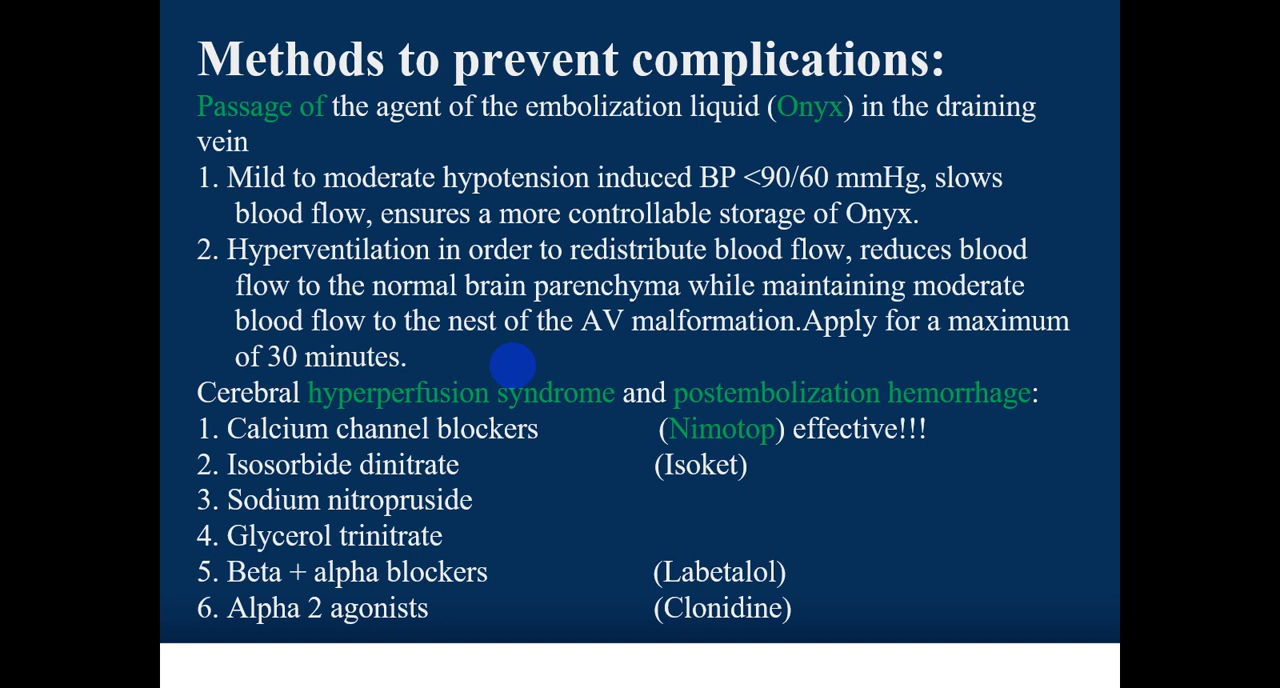 Methods to prevent complications:
Passage of the agent of the embolization liquid (Onyx) in the draining
vein
1. Mild to moderate hypotension induced BP <90/60 mmHg, slows
blood flow, ensures a more controllable storage of Onyx.
2. Hyperventilation in order to redistribute blood flow, reduces blood
flow to the normal brain parenchyma while maintaining moderate
blood flow to the nest of the AV malformation.Apply for a maximum
of 30 minutes.
Cerebral hyperperfusion syndrome and postembolization hemorrhage:
1. Calcium channel blockers (Nimotop) effective!!!
2. Isosorbide dinitrate (Isoket)
3. Sodium nitropruside
4. Glycerol trinitrate
5. Beta + alpha blockers (Labetalol)
6. Alpha 2 agonists (Clonidine)